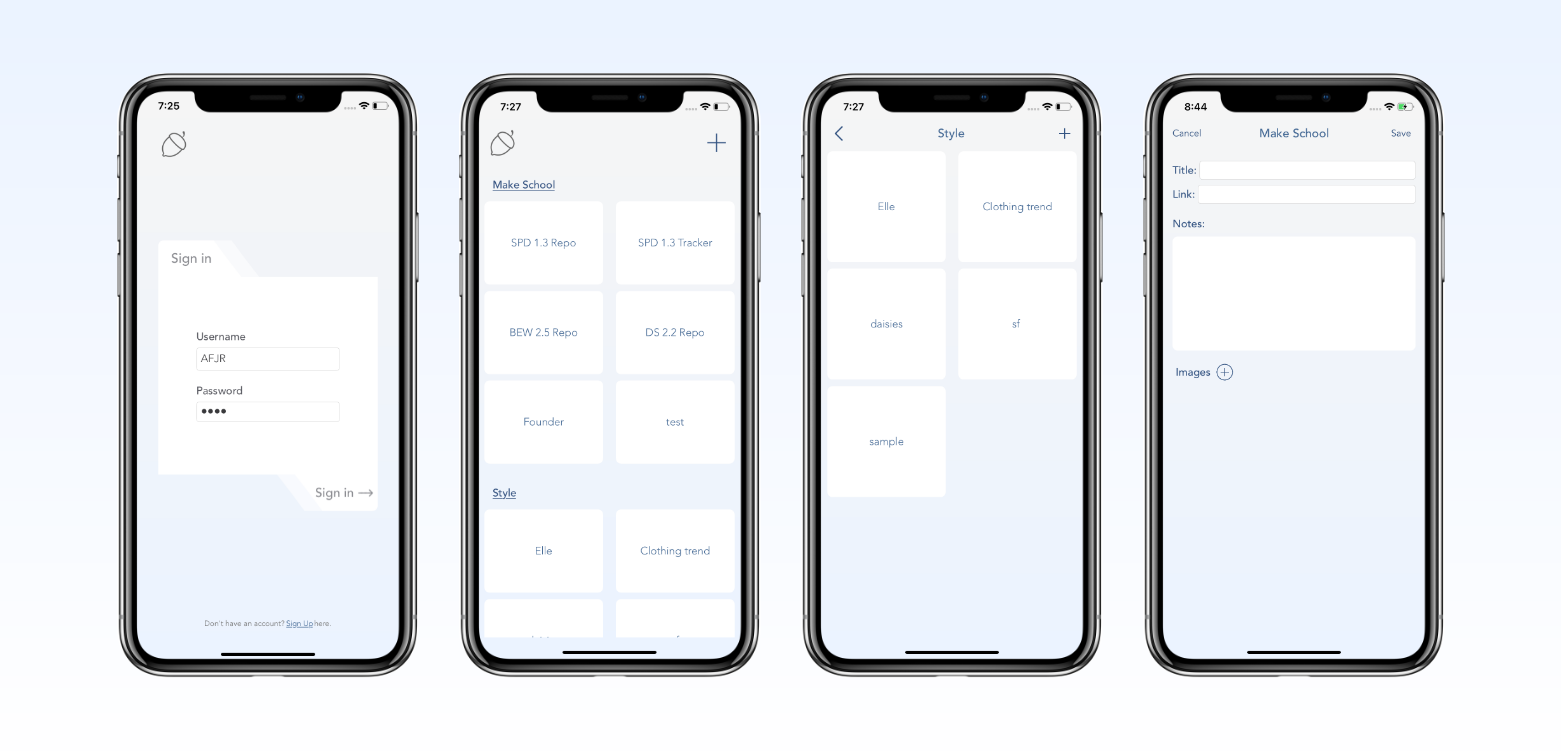 7:25
Sign in
Username
AFJR
Password
••••
Sign in →
Don't have an account? Sign Up here.
7:27
Make School
SPD 1.3 Repo
SPD 1.3 Tracker
BEW 2.5 Repo
DS 2.2 Repo
Founder
test
Style
Elle
Clothing trend
7:27
Style
Elle
Clothing trend
daisies
sf
sample
8:44
Cancel
Make School
Save
Title:
Link:
Notes:
Images